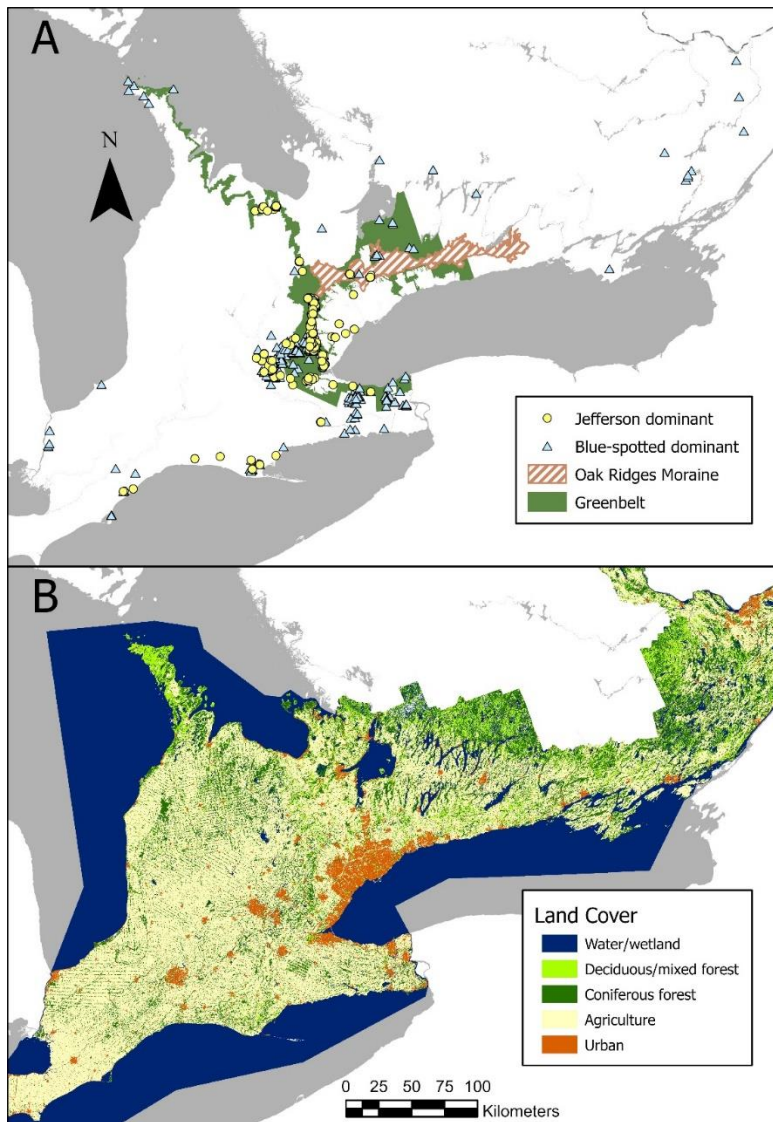 A
N
Jefferson dominant
Blue-spotted dominant
Oak Ridges Moraine
Greenbelt
B
Land Cover
Water/wetland
Deciduous/mixed forest
Coniferous forest
Agriculture
Urban
0 25 50 75 100
Kilometers